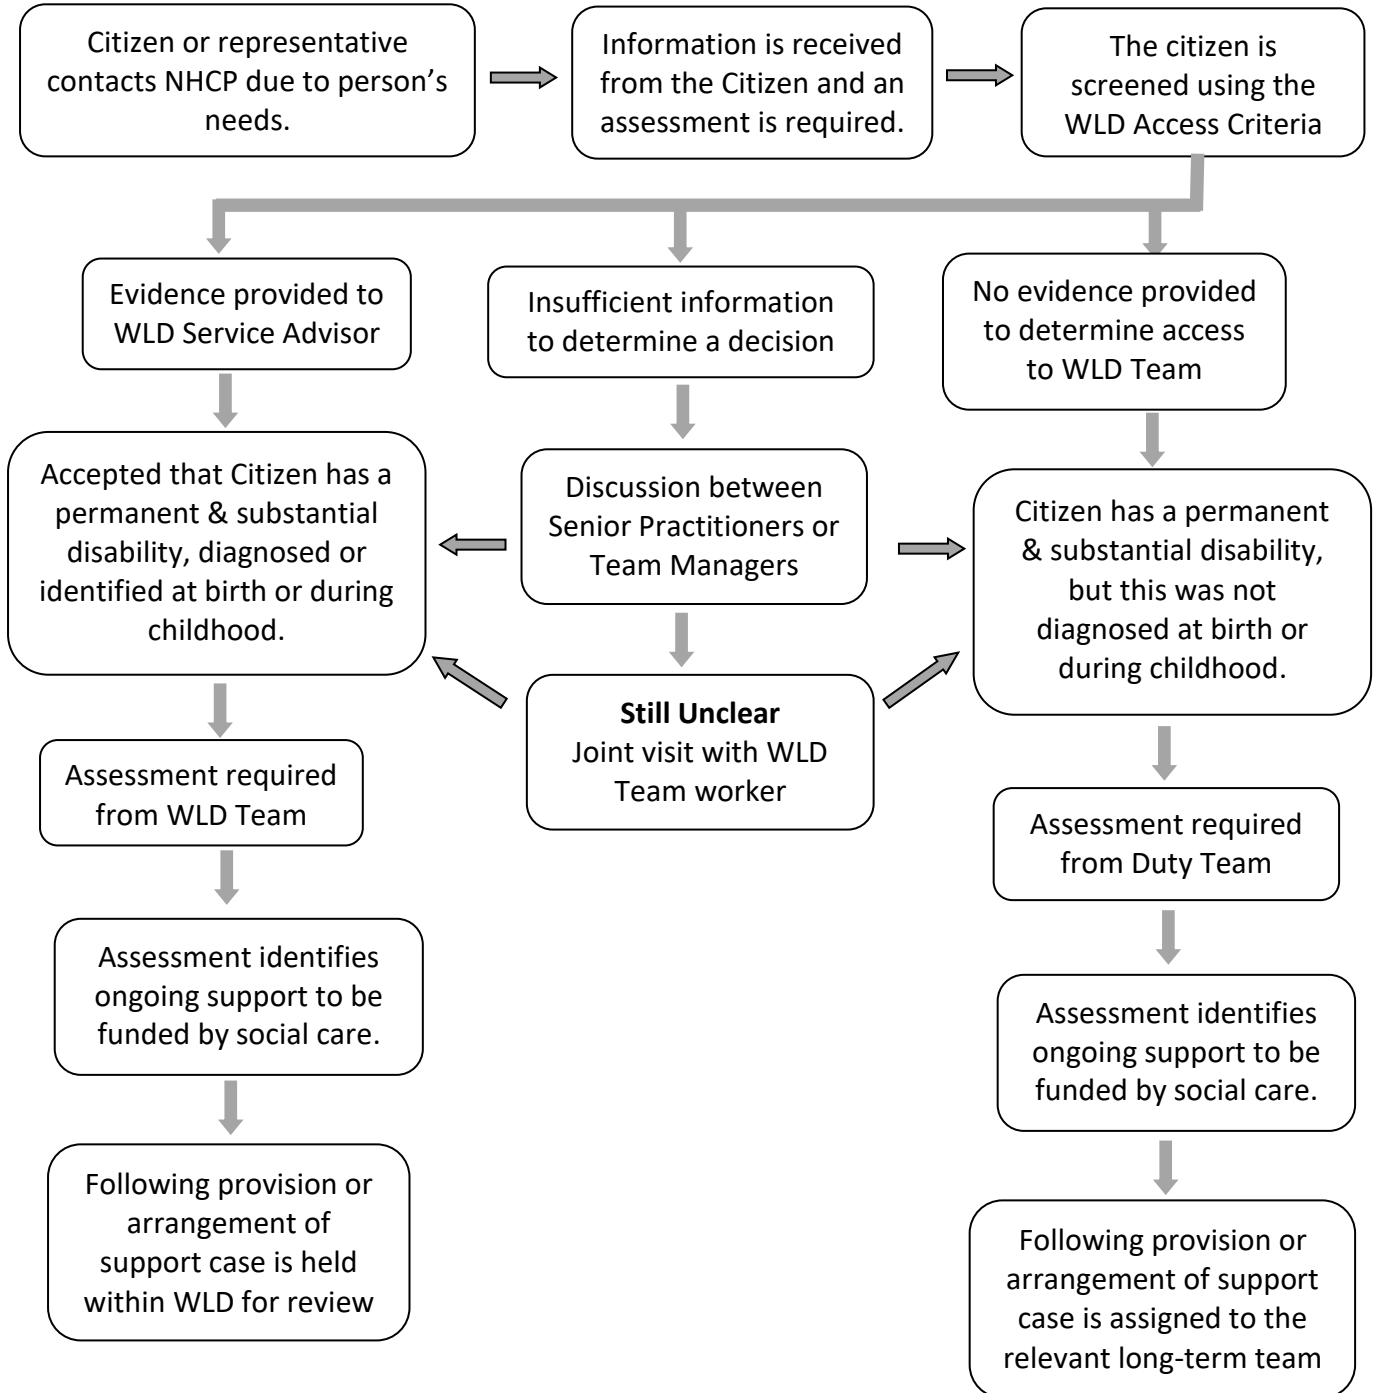 Citizen or representative
contacts NHCP due to person’s
needs.
Information is received
from the Citizen and an
assessment is required.
The citizen is
screened using the
WLD Access Criteria
Evidence provided to
WLD Service Advisor
Insufficient information
to determine a decision
No evidence provided
to determine access
to WLD Team
Accepted that Citizen has a
permanent & substantial
disability, diagnosed or
identified at birth or during
childhood.
Discussion between
Senior Practitioners or
Team Managers
Citizen has a permanent
& substantial disability,
but this was not
diagnosed at birth or
during childhood.
Still Unclear
Joint visit with WLD
Team worker
Assessment required
from WLD Team
Assessment required
from Duty Team
Assessment identifies
ongoing support to be
funded by social care.
Assessment identifies
ongoing support to be
funded by social care.
Following provision or
arrangement of
support case is held
within WLD for review
Following provision or
arrangement of support
case is assigned to the
relevant long-term team